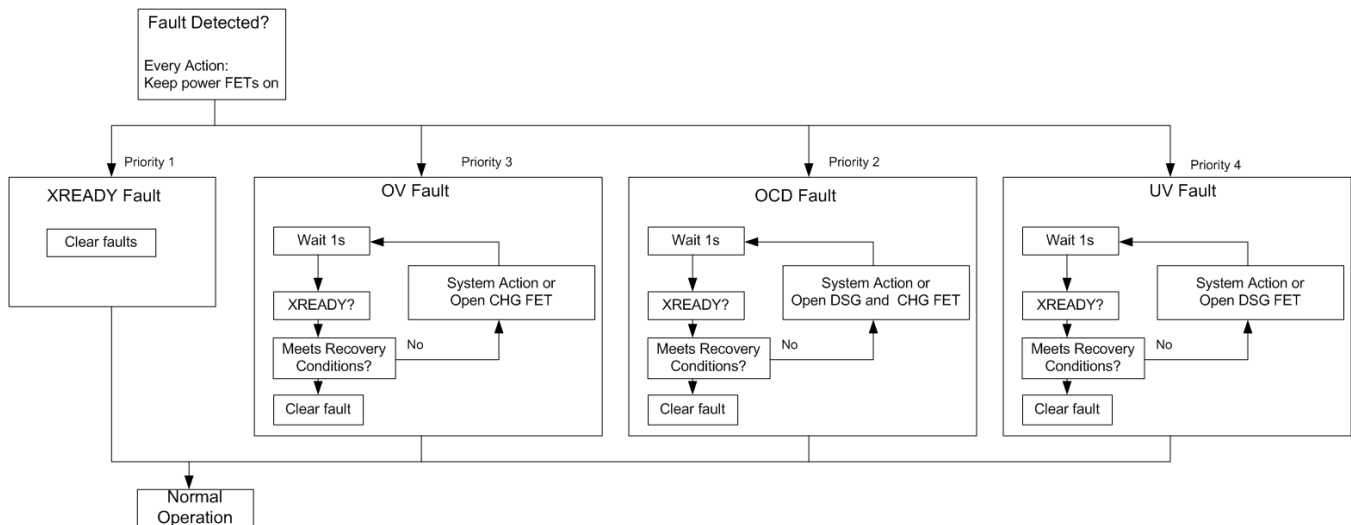 Fault Detected?
Every Action:
Keep power FETs on
Priority 1
Priority 3
Priority 2
Priority 4
XREADY Fault
Clear faults
OV Fault
Wait 1s
XREADY?
Meets Recovery
Conditions?
Clear fault
No
System Action or
Open CHG FET
OCD Fault
Wait 1s
XREADY?
Meets Recovery
Conditions?
Clear fault
No
System Action or
Open DSG and CHG FET
UV Fault
Wait 1s
XREADY?
Meets Recovery
Conditions?
Clear fault
No
System Action or
Open DSG FET
Normal
Operation